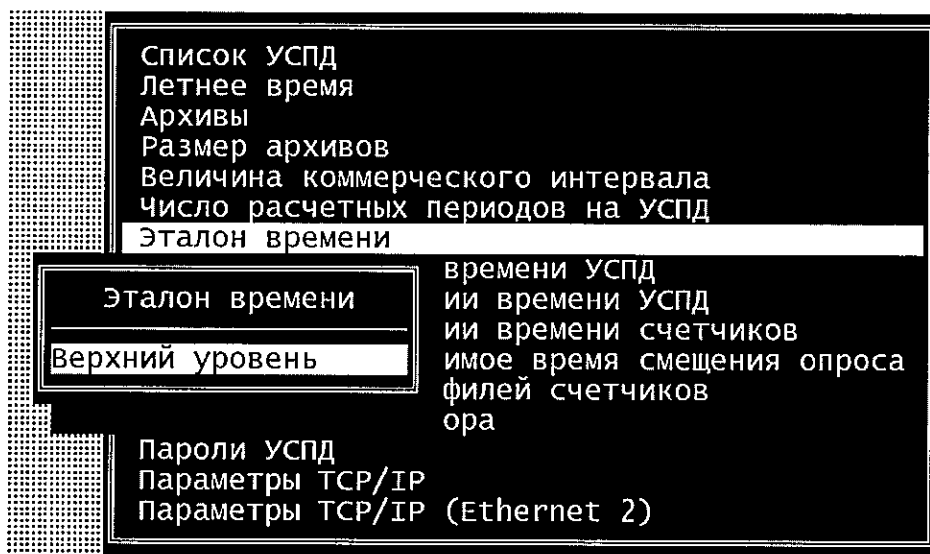 Список УСПД
Летнее время
Архивы
Размер архивов
Величина коммерческого интервала
Число расчетных периодов на УСПД
Эталон времени
времени УСПД
Эталон времени
ии времени УСПД
ии времени счетчиков
Верхний уровень
имое время смещения опроса
филей счетчиков
ора
Пароли УСПД
Параметры TCP/IP
Параметры TCP/IP (Ethernet 2)